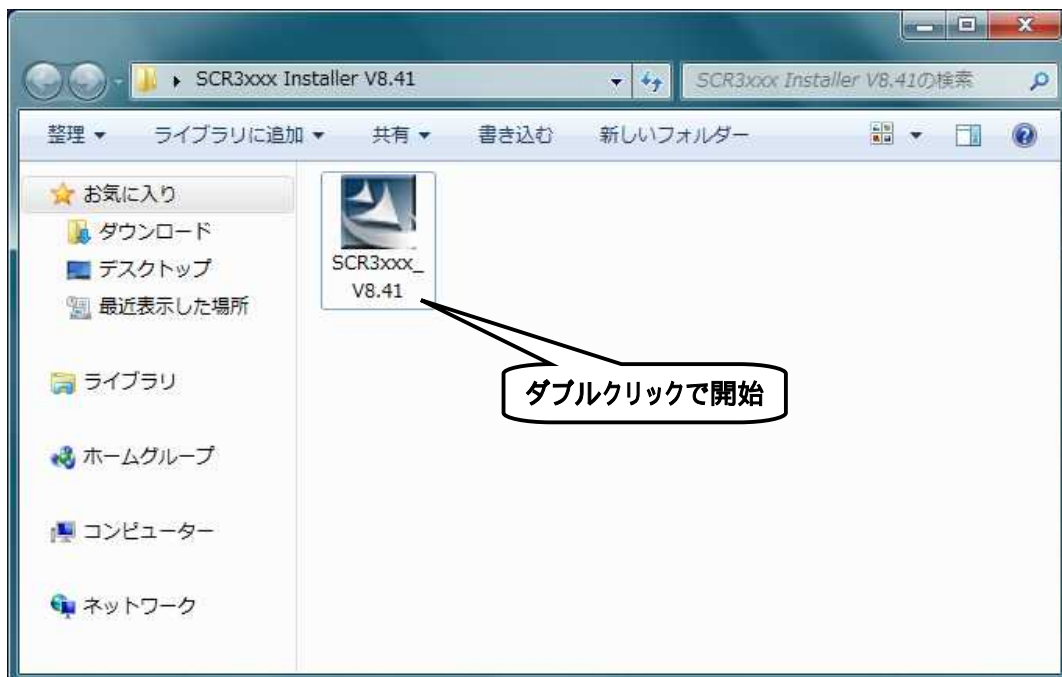 SCR3xxx Installer V8.41
SCR3xxx Installer V8.41の検索
整理 ライブラリに追加 共有 書き込む 新しいフォルダー
お気に入り
ダウンロード
デスクトップ
最近表示した場所
ライブラリ
ホームグループ
コンピューター
ネットワーク
SCR3xxx_
V8.41
ダブルクリックで開始